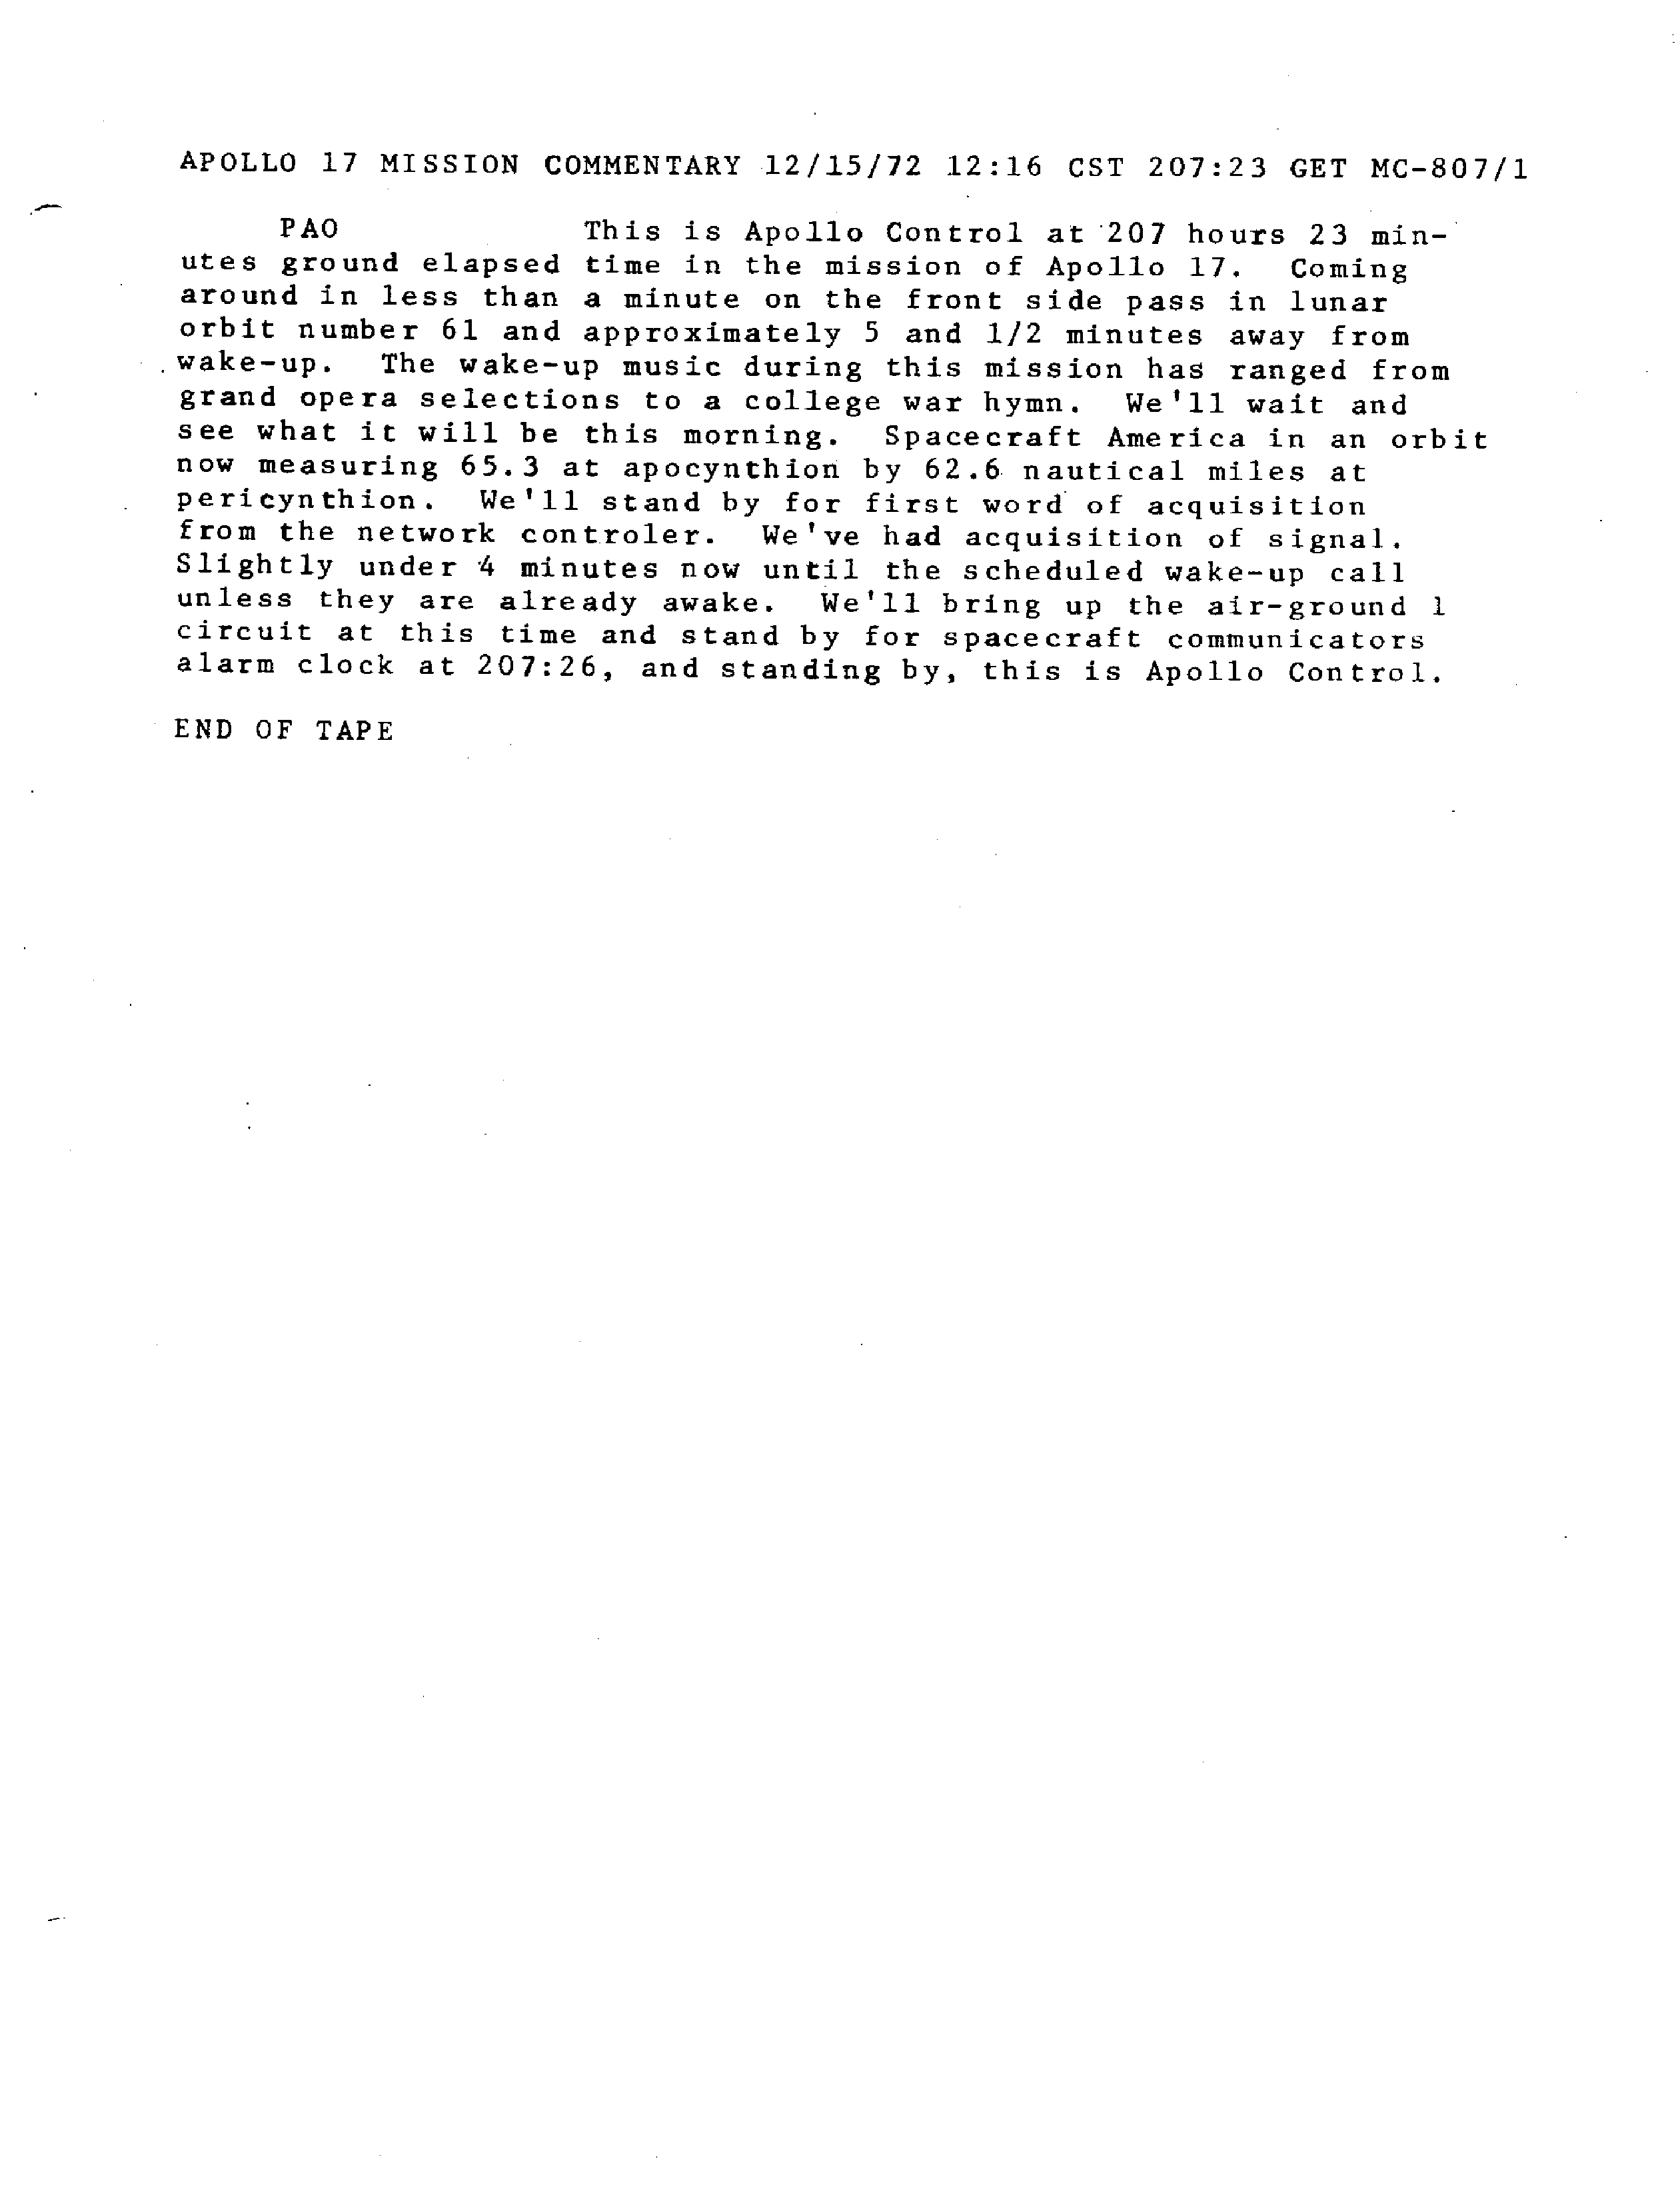 APOLLO 17 MISSION COMMENTARY 12/15/72 12:16 CST 207:23 GET MC-807/1
PAO This is Apollo Control at 207 hours 23 min-
utes ground elapsed time in the mission of Apollo 17. Coming
around in less than a minute on the front side pass in lunar
orbit number 61 and approximately 5 and 1/2 minutes away from
wake-up. The wake-up music during this mission has ranged from
grand opera selections to a college war hymn. We'll wait and
see what it will be this morning. Spacecraft America in an orbit
now measuring 65.3 at apocynthion by 62.6 nautical miles at
pericynthion. We'll stand by for first word of acquisition
from the network controler. We've had acquisition of signal.
Slightly under 4 minutes now until the scheduled wake-up call
unless they are already awake. We'll bring up the air-ground 1
circuit at this time and stand by for spacecraft communicators
alarm clock at 207:26, and standing by, this is Apollo Control.
END OF TAPE